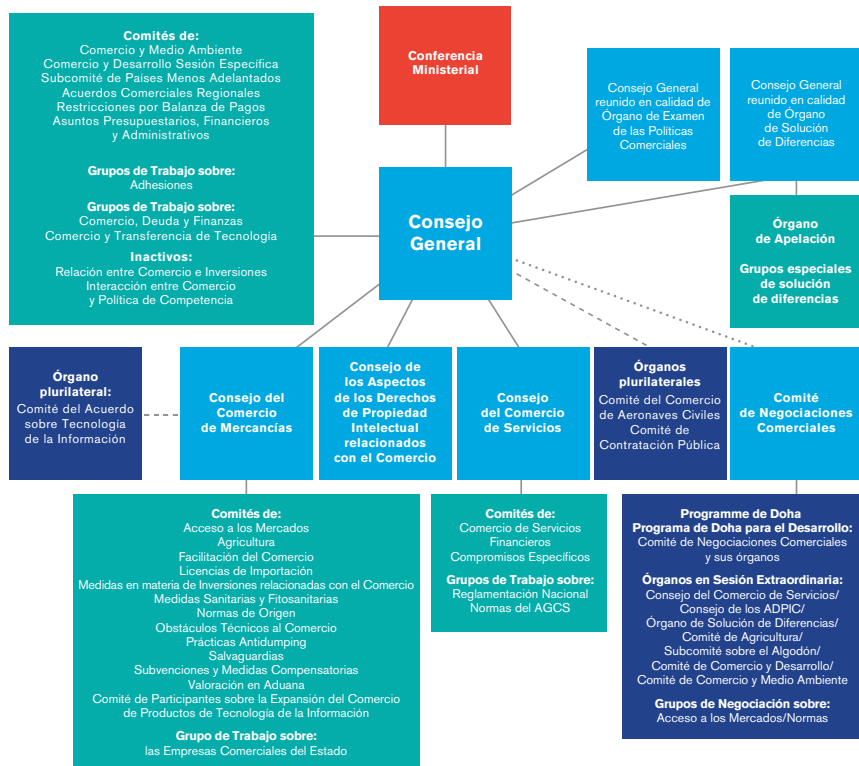 Comités de:
Comercio y Medio Ambiente
Comercio y Desarrollo Sesión Específica
Subcomité de Países Menos Adelantados
Acuerdos Comerciales Regionales
Restricciones por Balanza de Pagos
Asuntos Presupuestarios, Financieros
y Administrativos
Grupos de Trabajo sobre:
Adhesiones
Grupos de Trabajo sobre:
Comercio, Deuda y Finanzas
Comercio y Transferencia de Tecnología
Inactivos:
Relación entre Comercio e Inversiones
Interacción entre Comercio
y Política de Competencia
Conferencia
Ministerial
Consejo General
reunido en calidad de
Órgano de Examen
de las Políticas
Comerciales
Consejo General
reunido en calidad
de Órgano
de Solución
de Diferencias
Consejo
General
Órgano
de Apelación
Grupos especiales
de solución
de diferencias
Órgano
plurilateral:
Comité del Acuerdo
sobre Tecnología
de la Información
Consejo del
Comercio
de Mercancías
Consejo de
los Aspectos
de los Derechos
de Propiedad
Intelectual
relacionados
con el Comercio
Consejo
del Comercio
de Servicios
Órganos
plurilaterales
Comité del Comercio
de Aeronaves Civiles
Comité de
Contratación Pública
Comité
de Negociaciones
Comerciales
Comités de:
Acceso a los Mercados
Agricultura
Facilitación del Comercio
Licencias de Importación
Medidas en materia de Inversiones relacionadas con el Comercio
Medidas Sanitarias y Fitosanitarias
Normas de Origen
Obstáculos Técnicos al Comercio
Prácticas Antidumping
Salvaguardias
Subvenciones y Medidas Compensatorias
Valoración en Aduana
Comité de Participantes sobre la Expansión del Comercio
de Productos de Tecnología de la Información
Grupo de Trabajo sobre:
las Empresas Comerciales del Estado
Comités de:
Comercio de Servicios
Financieros
Compromisos Específicos
Grupos de Trabajo sobre:
Reglamentación Nacional
Normas del AGCS
Programme de Doha
Programa de Doha para el Desarrollo:
Comité de Negociaciones Comerciales
y sus órganos
Órganos en Sesión Extraordinaria:
Consejo del Comercio de Servicios/
Consejo de los ADPIC/
Órgano de Solución de Diferencias/
Comité de Agricultura/
Subcomité sobre el Algodón/
Comité de Comercio y Desarrollo/
Comité de Comercio y Medio Ambiente
Grupos de Negociación sobre:
Acceso a los Mercados/Normas